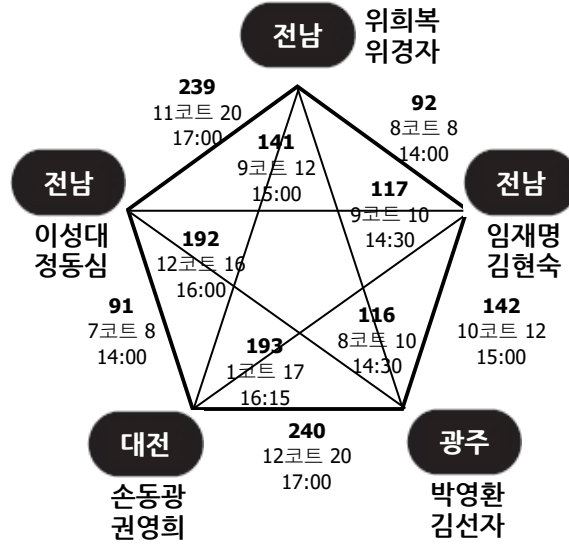 전남
위희복
위경자
239
11코트 20
17:00
92
8코트 8
14:00
141
9코트 12
15:00
전남
이성대
정동심
117
9코트 10
14:30
전남
임재명
김현숙
192
12코트 16
16:00
91
7코트 8
14:00
116
8코트 10
14:30
142
10코트 12
15:00
193
1코트 17
16:15
대전
손동광
권영희
240
12코트 20
17:00
광주
박영환
김선자